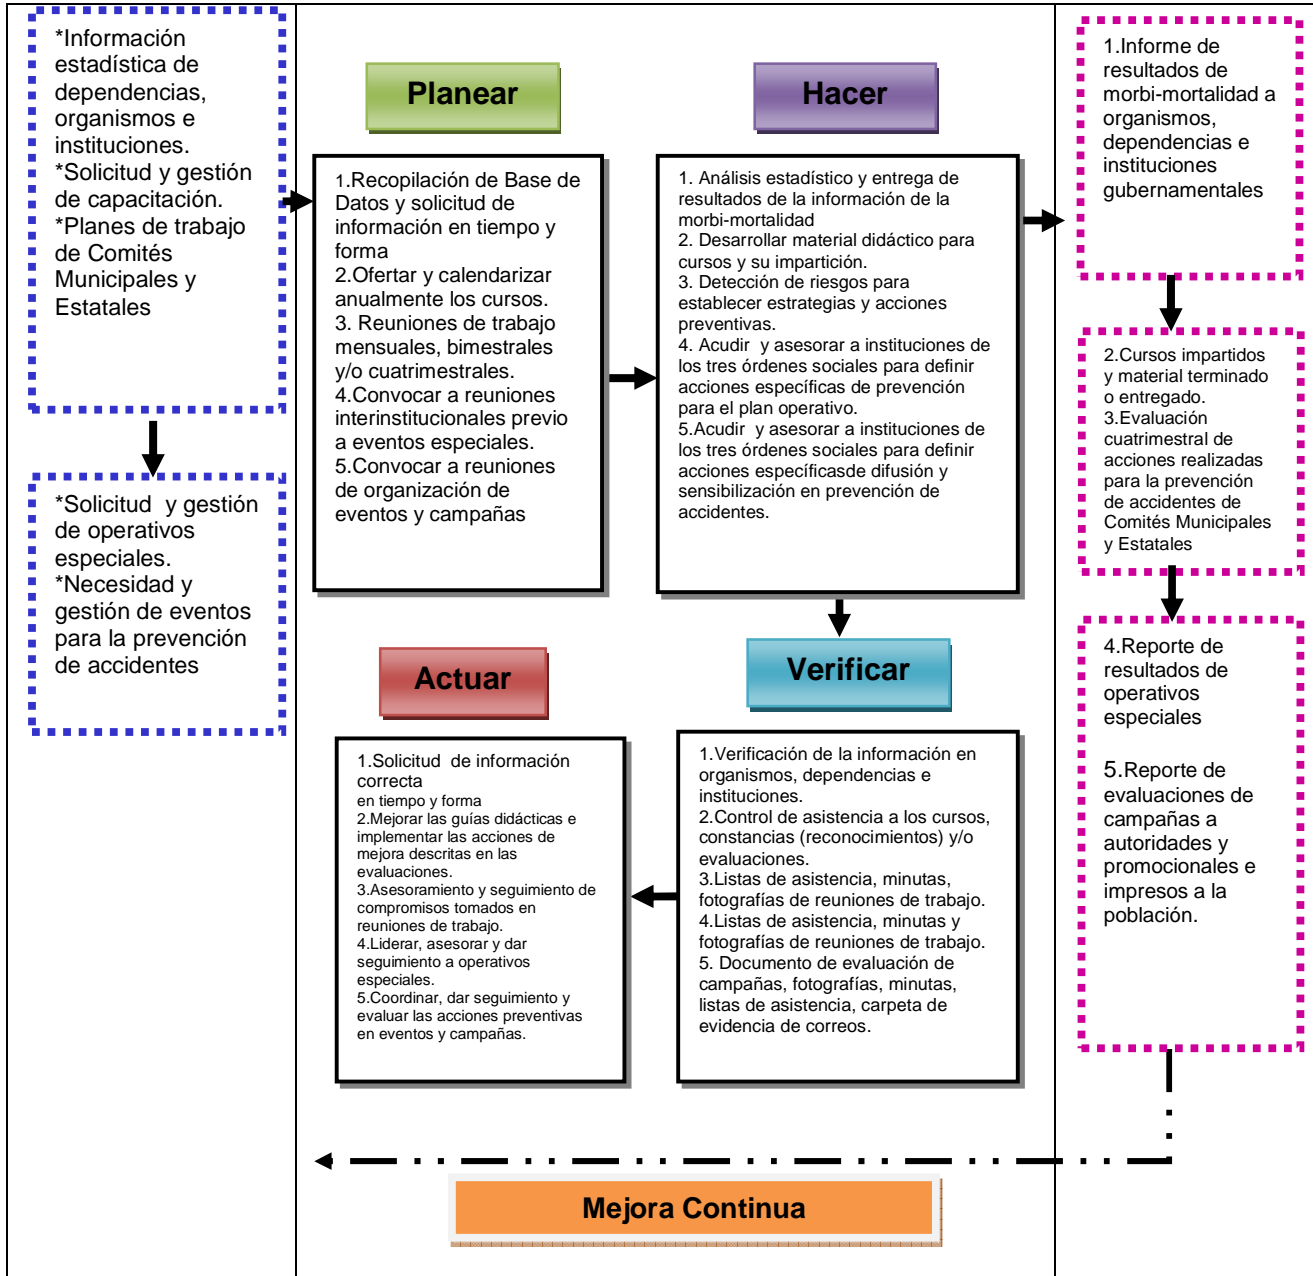 *Información
estadística de
dependencias,
organismos e
instituciones.
*Solicitud y gestión
de capacitación.
*Planes de trabajo
de Comités
Municipales y
Estatales
*Solicitud y gestión
de operativos
especiales.
*Necesidad y
gestión de eventos
para la prevención
de accidentes
Planear
1.Recopilación de Base de
Datos y solicitud de
información en tiempo y
forma
2.Ofertar y calendarizar
anualmente los cursos.
3. Reuniones de trabajo
mensuales, bimestrales
y/o cuatrimestrales.
4.Convocar a reuniones
interinstitucionales previo
a eventos especiales.
5.Convocar a reuniones
de organización de
eventos y campañas
Hacer
1. Análisis estadístico y entrega de
resultados de la información de la
morbi-mortalidad
2. Desarrollar material didáctico para
cursos y su impartición.
3. Detección de riesgos para
establecer estrategias y acciones
preventivas.
4. Acudir y asesorar a instituciones de
los tres órdenes sociales para definir
acciones específicas de prevención
para el plan operativo.
5.Acudir y asesorar a instituciones de
los tres órdenes sociales para definir
acciones específicasde difusión y
sensibilización en prevención de
accidentes.
Verificar
1.Verificación de la información en
organismos, dependencias e
instituciones.
2.Control de asistencia a los cursos,
constancias (reconocimientos) y/o
evaluaciones.
3.Listas de asistencia, minutas,
fotografías de reuniones de trabajo.
4.Listas de asistencia, minutas y
fotografías de reuniones de trabajo.
5. Documento de evaluación de
campañas, fotografías, minutas,
listas de asistencia, carpeta de
evidencia de correos.
Actuar
1.Solicitud de información
correcta
en tiempo y forma
2.Mejorar las guías didácticas e
implementar las acciones de
mejora descritas en las
evaluaciones.
3.Asesoramiento y seguimiento de
compromisos tomados en
reuniones de trabajo.
4.Liderar, asesorar y dar
seguimiento a operativos
especiales.
5.Coordinar, dar seguimiento y
evaluar las acciones preventivas
en eventos y campañas.
1.Informe de
resultados de
morbi-mortalidad a
organismos,
dependencias e
instituciones
gubernamentales
2.Cursos impartidos
y material terminado
o entregado.
3.Evaluación
cuatrimestral de
acciones realizadas
para la prevención
de accidentes de
Comités Municipales
y Estatales
4.Reporte de
resultados de
operativos
especiales
5.Reporte de
evaluaciones de
campañas a
autoridades y
promocionales e
impresos a la
población.
Mejora Continua